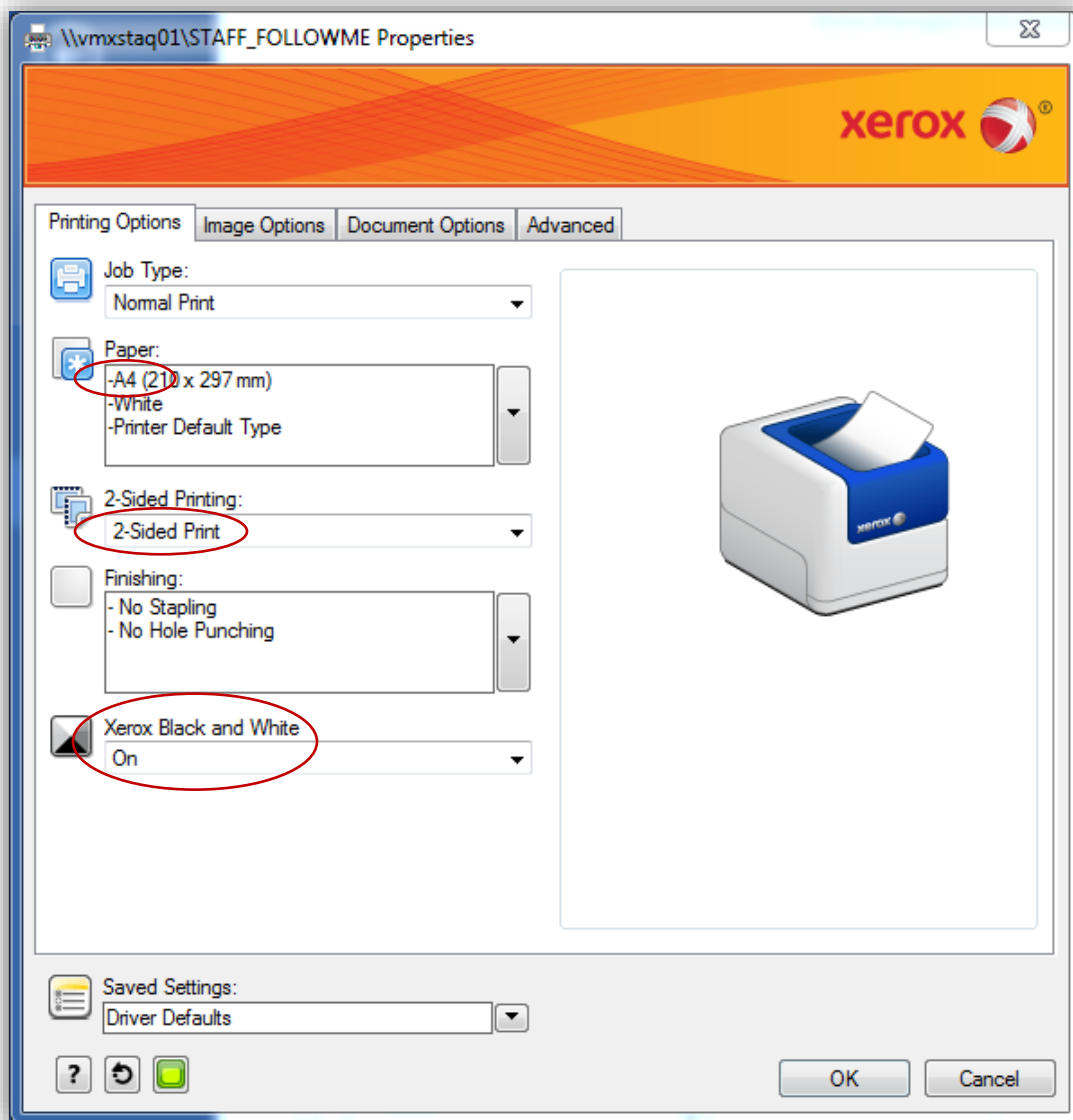 \\vmxstaq01\STAFF_FOLLOWME Properties
xerox ®
Printing Options Image Options Document Options Advanced
Job Type:
Normal Print
Paper:
-A4 (210 x 297 mm)
-White
-Printer Default Type
2-Sided Printing:
2-Sided Print
Finishing:
- No Stapling
- No Hole Punching
Xerox Black and White
On
xerox
Saved Settings:
Driver Defaults
?
OK Cancel